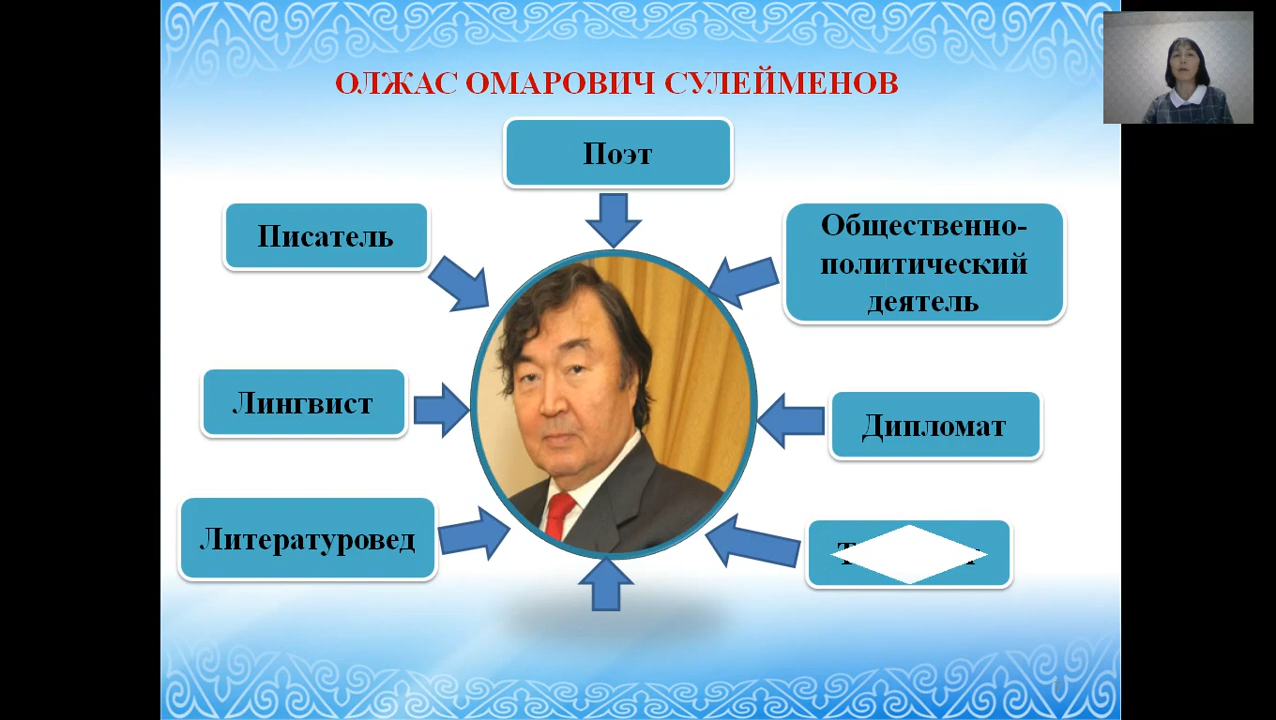 ОЛЖАС ОМАРОВИЧ СУЛЕЙМЕНОВ
Поэт
Писатель
Общественно-
политический
деятель
Лингвист
Дипломат
Литературовед